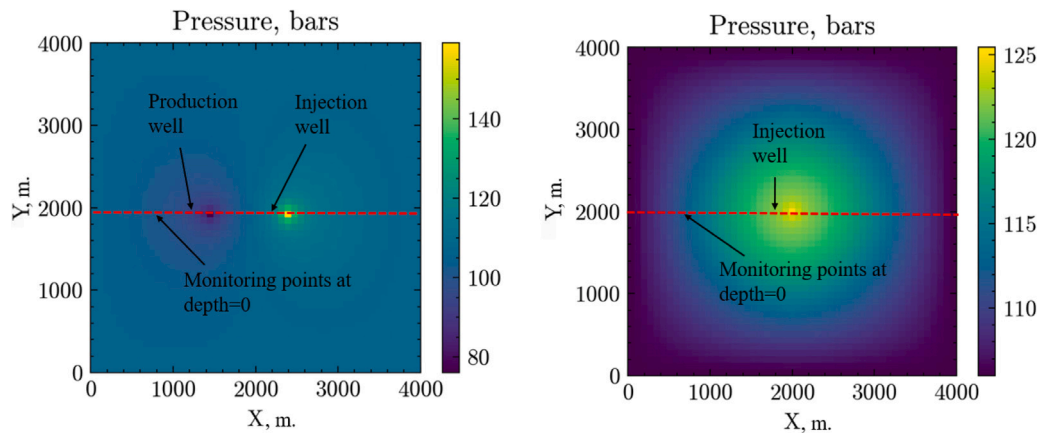 Pressure, bars
4000
3000
2000
1000
0
Y, m.
0
1000
2000
3000
4000
X, m.
Production
well
Injection
well
Monitoring points at
depth=0
140
120
100
80
Pressure, bars
4000
3000
2000
1000
0
Y, m.
0
1000
2000
3000
4000
X, m.
Injection
well
Monitoring points at
depth=0
125
120
115
110